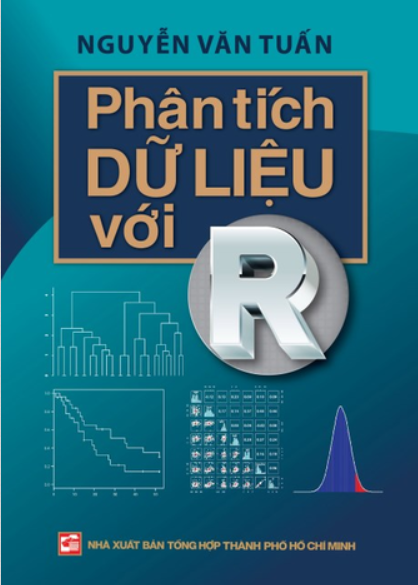 NGUYỄN VĂN TUẤN
Phân tích
DỮ LIỆU
với
R
NHÀ XUẤT BẢN TỔNG HỢP THÀNH PHỐ HỒ CHÍ MINH